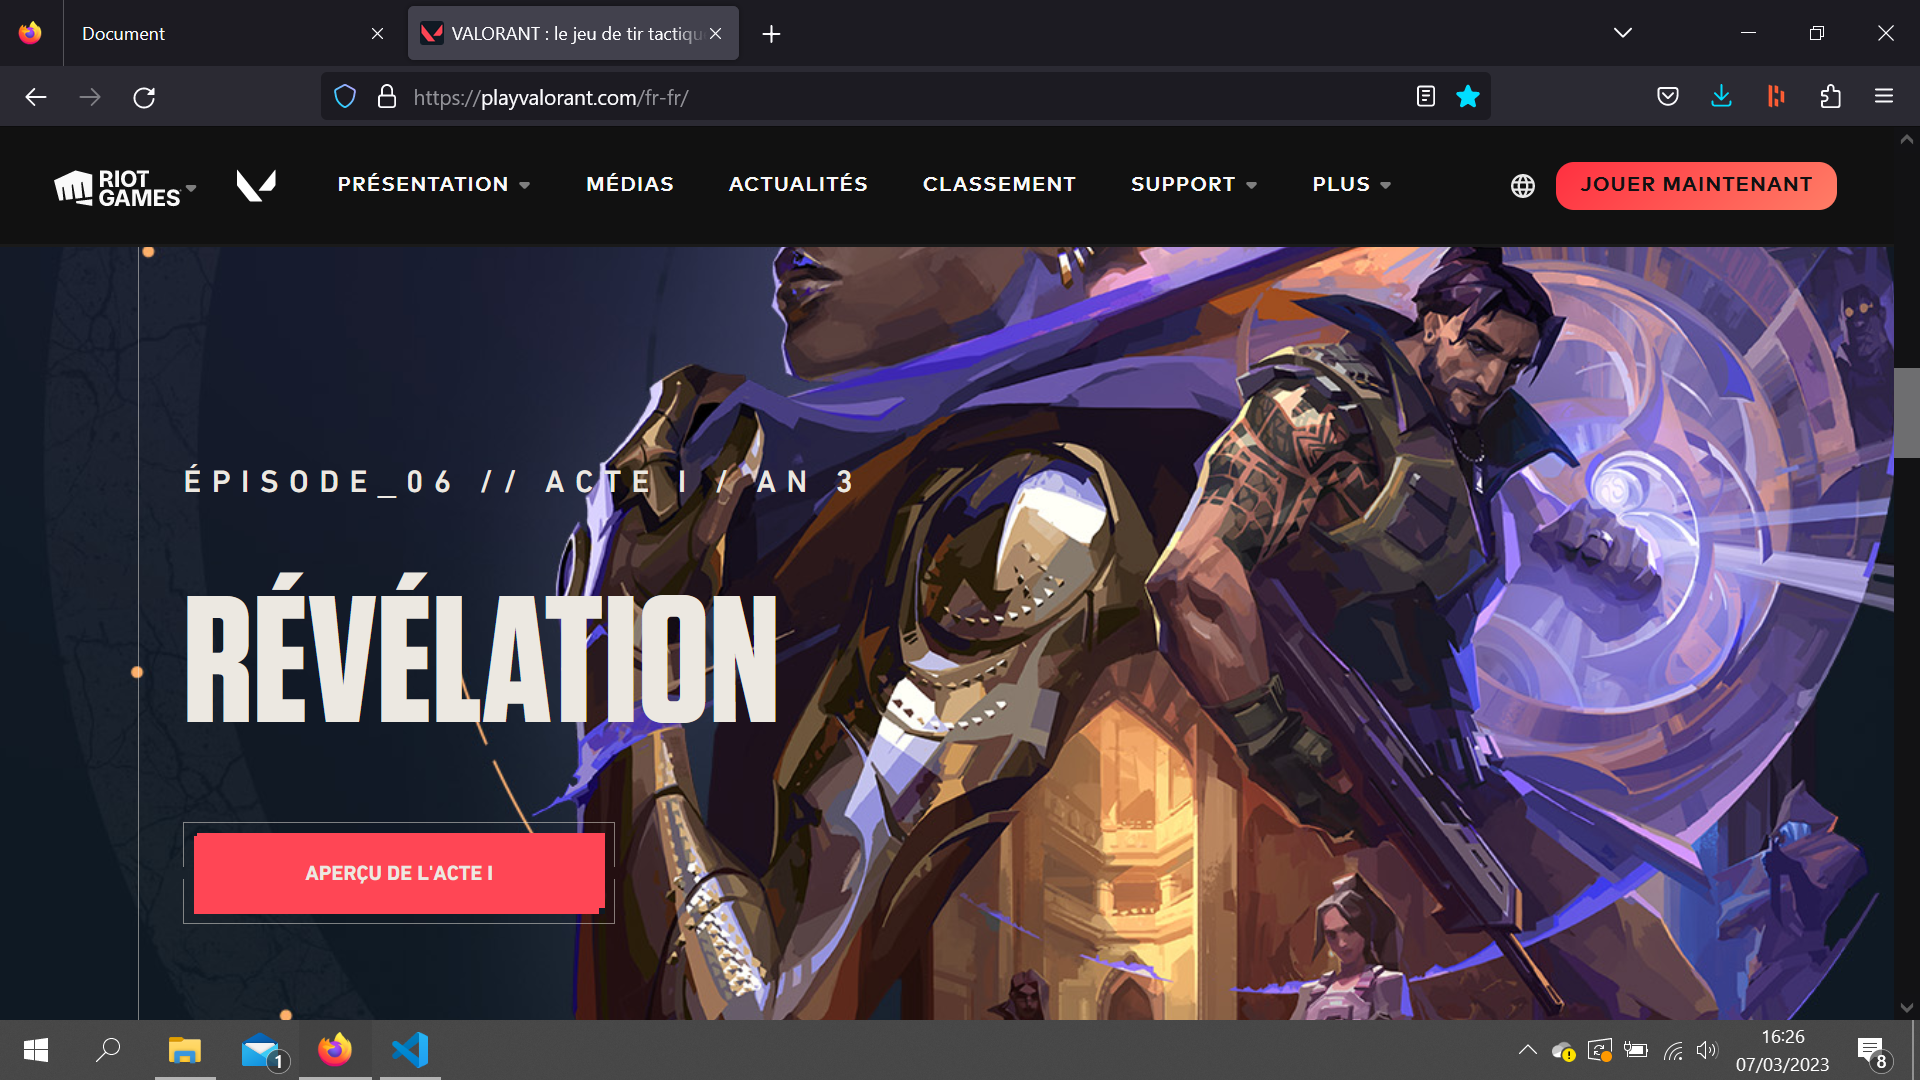 Document
VALORANT : le jeu de tir tactique
https://playvalorant.com/fr-fr/
RIOT GAMES
PRÉSENTATION
MÉDIAS
ACTUALITÉS
CLASSEMENT
SUPPORT
PLUS
JOUER MAINTENANT
ÉPISODE_06 // ACTE I / AN 3
RÉVÉLATION
APERÇU DE L'ACTE I
1
16:26
07/03/2023
8